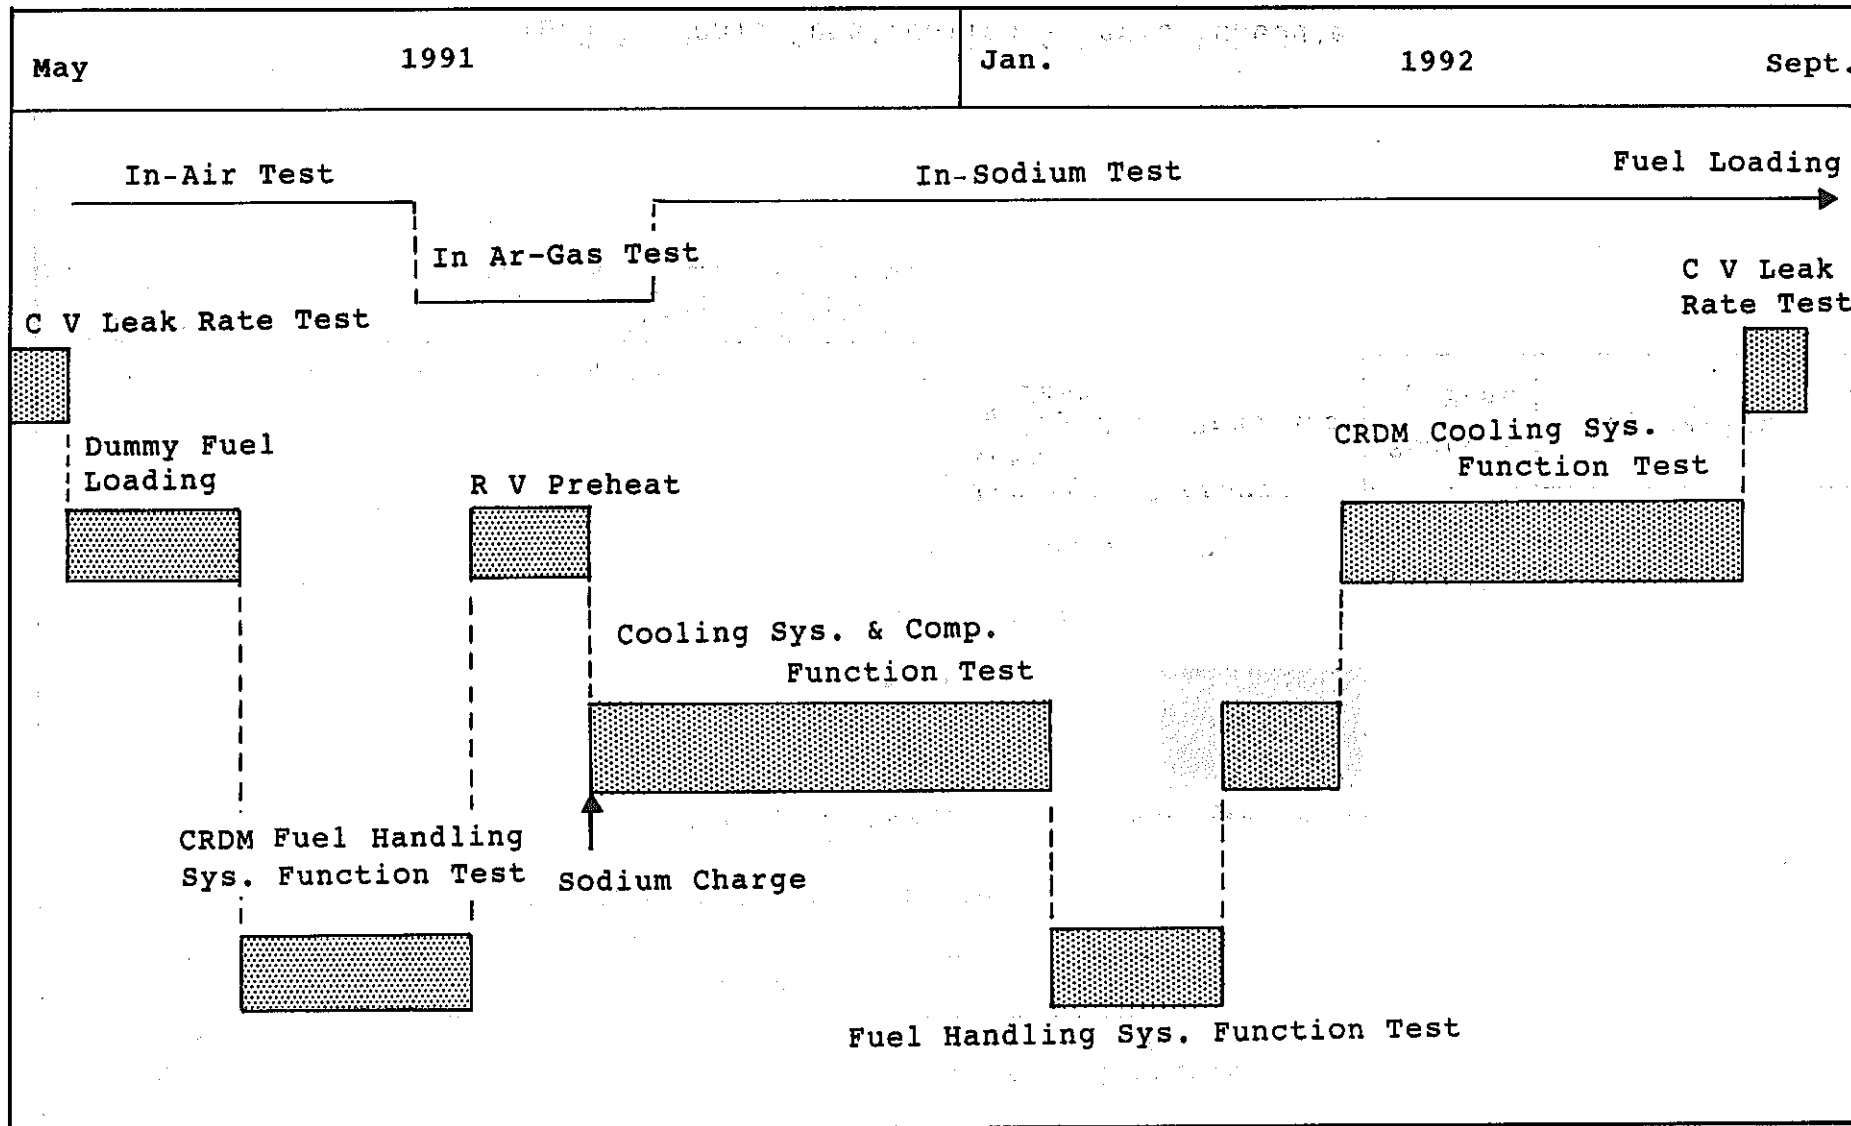 May 1991 Jan. 1992 Sept.
In-Air Test
In-Sodium Test
Fuel Loading
In Ar-Gas Test
C V Leak
Rate Test
C V Leak Rate Test
CRDM Cooling Sys.
Function Test
Dummy Fuel
Loading
R V Preheat
Cooling Sys. & Comp.
Function Test
CRDM Fuel Handling
Sys. Function Test
Sodium Charge
Fuel Handling Sys. Function Test